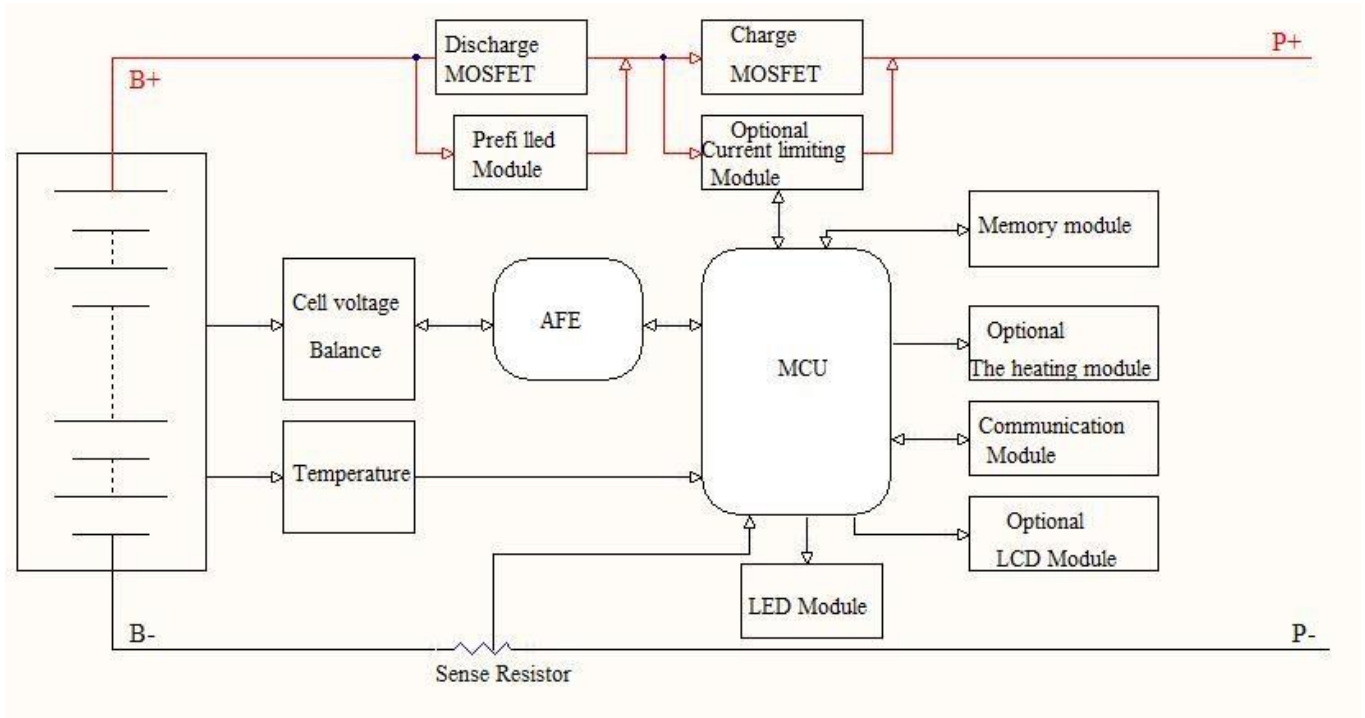 Discharge
MOSFET
Charge
MOSFET
P+
B+
Prefi lled
Module
Optional
Current limiting
Module
Memory module
Cell voltage
Balance
AFE
MCU
Optional
The heating module
Communication
Module
Temperature
Optional
LCD Module
LED Module
B-
P-
Sense Resistor